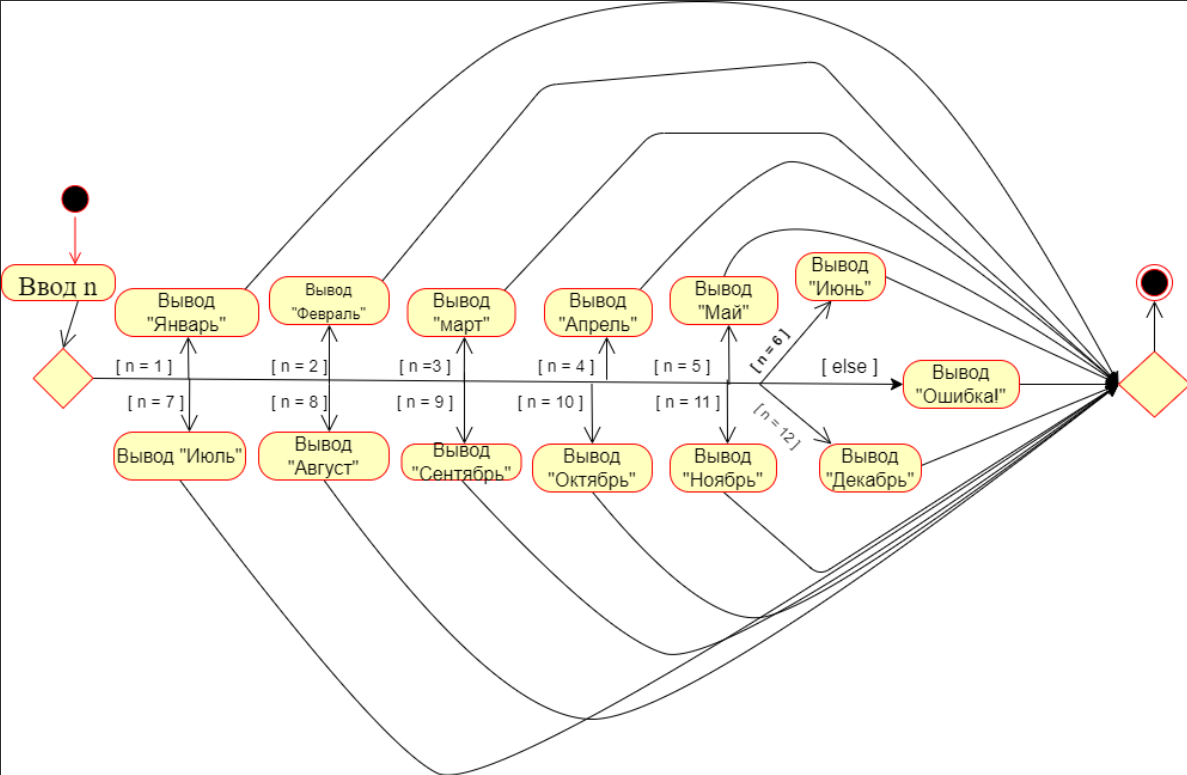 Ввод n
Вывод
"Январь"
Вывод
"Февраль"
Вывод
"март"
Вывод
"Апрель"
Вывод
"Май"
Вывод
"Июнь"
[ n = 1 ]
[ n = 2 ]
[ n =3 ]
[ n = 4 ]
[ n = 5 ]
[ n = 6 ]
[ else ]
Вывод
"Ошибка!"
[ n = 7 ]
[ n = 8 ]
[ n = 9 ]
[ n = 10 ]
[ n = 11 ]
[ n = 12 ]
Вывод "Июль"
Вывод
"Август"
Вывод
"Сентябрь"
Вывод
"Октябрь"
Вывод
"Ноябрь"
Вывод
"Декабрь"